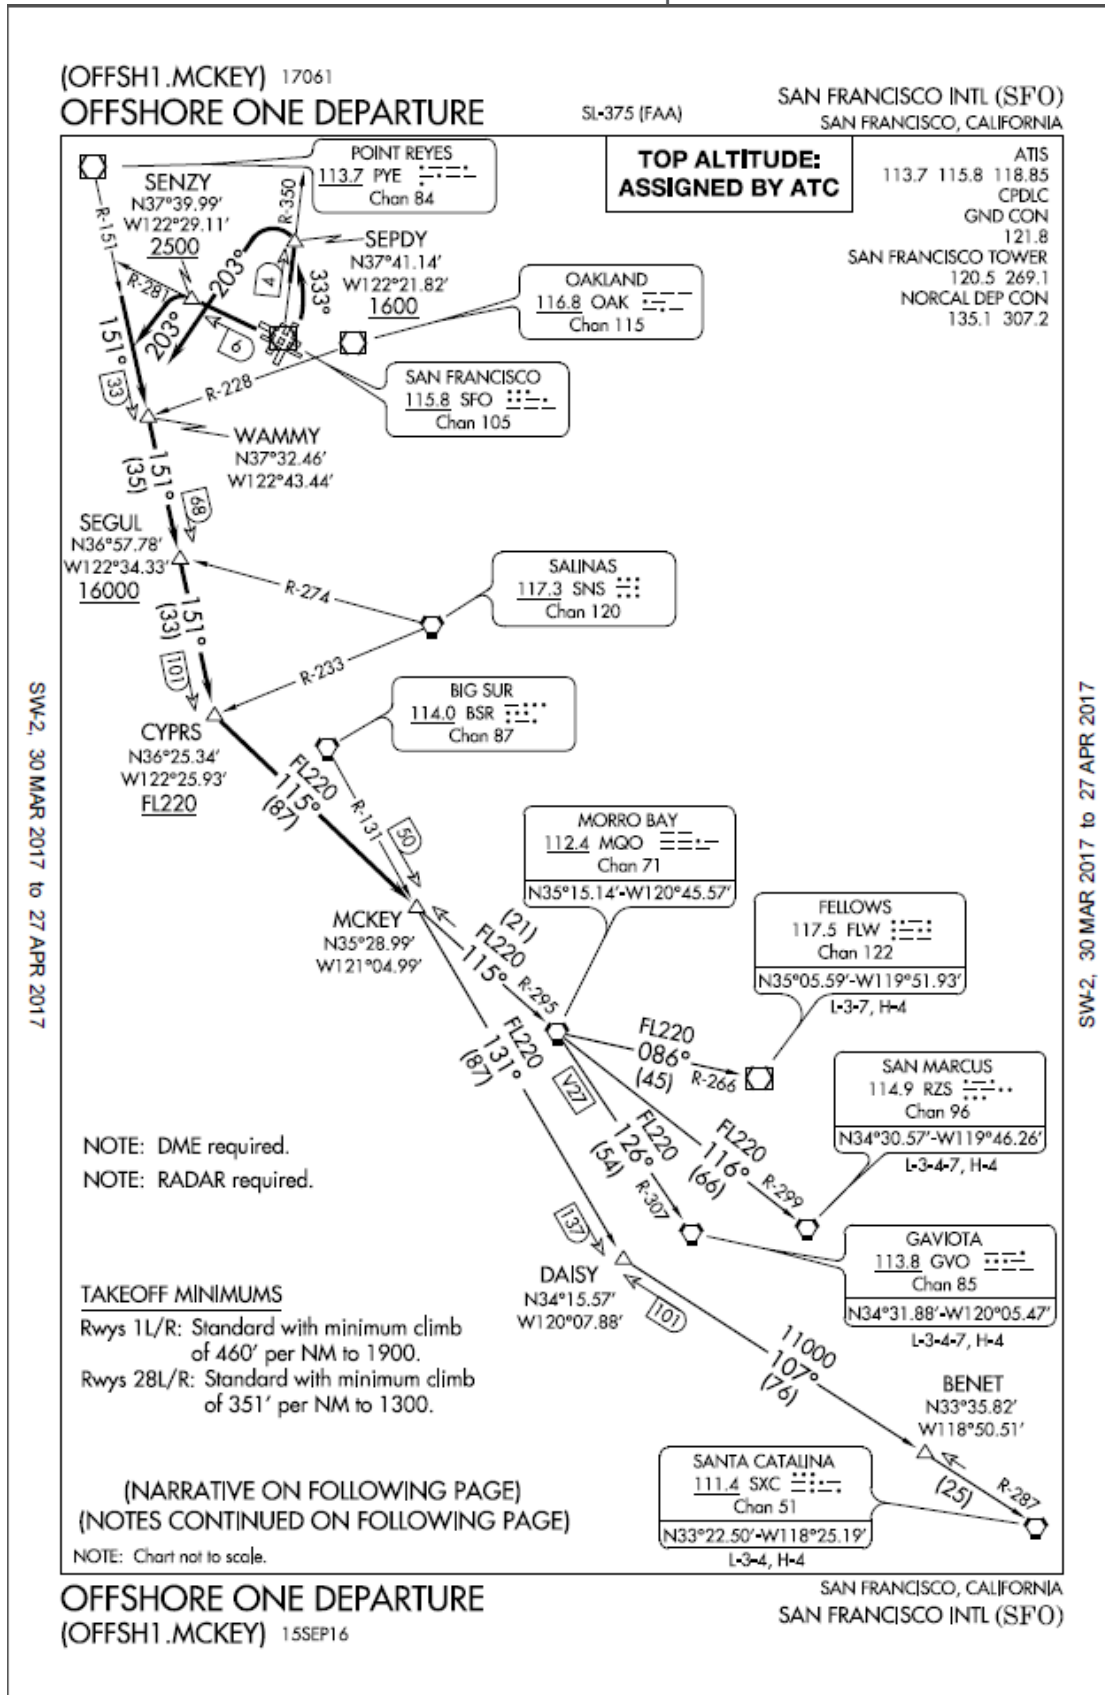 (OFFSH1.MCKEY) 17061
OFFSHORE ONE DEPARTURE
SL-375 (FAA)
SAN FRANCISCO INTL (SFO)
SAN FRANCISCO, CALIFORNIA
TOP ALTITUDE:
ASSIGNED BY ATC
ATIS
113.7 115.8 118.85
CPDLC
GND CON
121.8
SAN FRANCISCO TOWER
120.5 269.1
NORCAL DEP CON
135.1 307.2
POINT REYES
113.7 PYE
Chan 84
SENZY
N37°39.99'
W122°29.11'
2500
R-350
R-151
R-281
203°
203°
4
333°
6
SEPDY
N37°41.14'
W122°21.82'
1600
OAKLAND
116.8 OAK
Chan 115
SAN FRANCISCO
115.8 SFO
Chan 105
R-228
151°
33
WAMMY
N37°32.46'
W122°43.44'
151°
(35)
68
SEGUL
N36°57.78'
W122°34.33'
16000
R-274
SALINAS
117.3 SNS
Chan 120
151°
(33)
101
R-233
CYPRS
N36°25.34'
W122°25.93'
FL220
BIG SUR
114.0 BSR
Chan 87
FL220
115°
(87)
R-131
50
MORRO BAY
112.4 MQO
Chan 71
N35°15.14'-W120°45.57'
MCKEY
N35°28.99'
W121°04.99'
(21)
FL220
115°
R-295
FELLOWS
117.5 FLW
Chan 122
N35°05.59'-W119°51.93'
L-3-7, H-4
FL220
131°
(87)
FL220
086°
(45)
R-266
V27
SAN MARCUS
114.9 RZS
Chan 96
N34°30.57'-W119°46.26'
L-3-4-7, H-4
FL220
126°
(54)
R-307
FL220
116°
(66)
R-299
NOTE: DME required.
NOTE: RADAR required.
137
DAISY
N34°15.57'
W120°07.88'
101
GAVIOTA
113.8 GVO
Chan 85
N34°31.88'-W120°05.47'
L-3-4-7, H-4
TAKEOFF MINIMUMS
Rwys 1L/R: Standard with minimum climb
of 460' per NM to 1900.
Rwys 28L/R: Standard with minimum climb
of 351' per NM to 1300.
11000
107°
(76)
BENET
N33°35.82'
W118°50.51'
(25)
R-287
SANTA CATALINA
111.4 SXC
Chan 51
N33°22.50'-W118°25.19'
L-3-4, H-4
(NARRATIVE ON FOLLOWING PAGE)
(NOTES CONTINUED ON FOLLOWING PAGE)
NOTE: Chart not to scale.
SW-2, 30 MAR 2017 to 27 APR 2017
SW-2, 30 MAR 2017 to 27 APR 2017
OFFSHORE ONE DEPARTURE
(OFFSH1.MCKEY) 15SEP16
SAN FRANCISCO, CALIFORNIA
SAN FRANCISCO INTL (SFO)